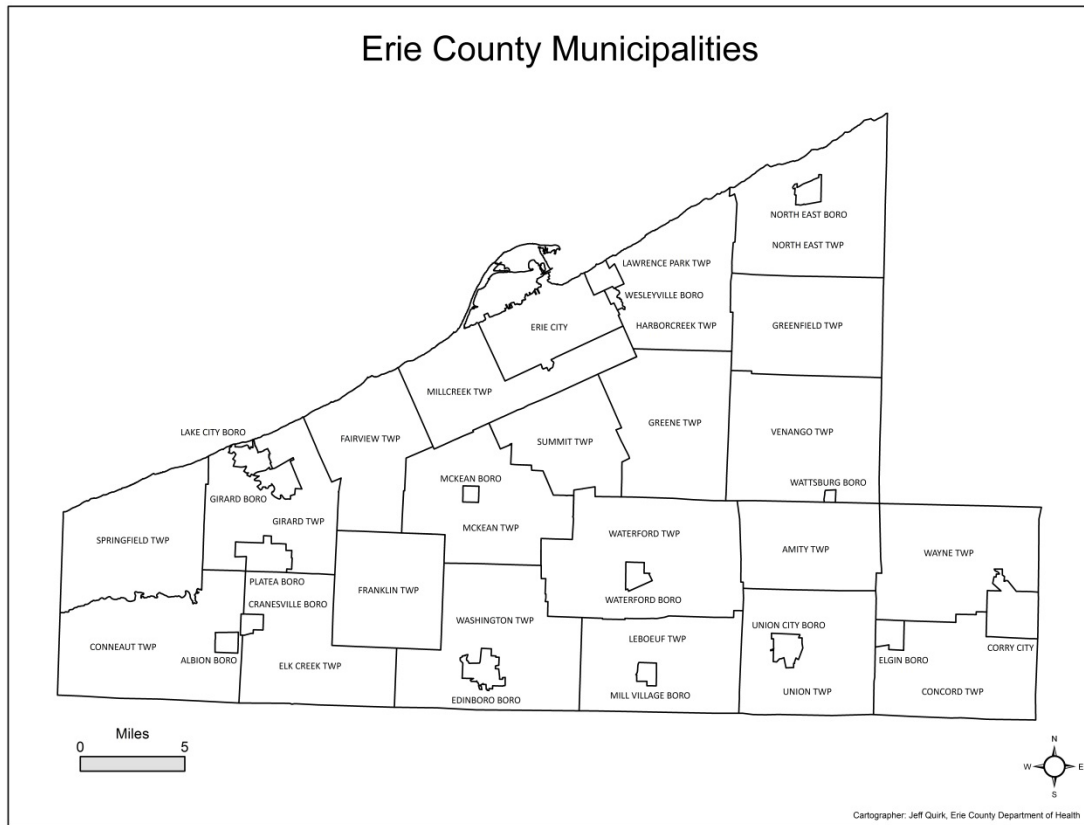 Erie County Municipalities
NORTH EAST BORO
NORTH EAST TWP
LAWRENCE PARK TWP
WESLEYVILLE BORO
ERIE CITY
HARBORCREEK TWP
GREENFIELD TWP
MILLCREEK TWP
LAKE CITY BORO
FAIRVIEW TWP
SUMMIT TWP
GREENE TWP
VENANGO TWP
MCKEAN BORO
WATTSBURG BORO
GIRARD BORO
GIRARD TWP
MCKEAN TWP
WATERFORD TWP
SPRINGFIELD TWP
AMITY TWP
WAYNE TWP
PLATEA BORO
FRANKLIN TWP
WATERFORD BORO
CRANESVILLE BORO
WASHINGTON TWP
LEBOEUF TWP
UNION CITY BORO
CONNEAUT TWP
ALBION BORO
ELK CREEK TWP
ELGIN BORO
CORRY CITY
EDINBORO BORO
MILL VILLAGE BORO
UNION TWP
CONCORD TWP
Miles
0 5
N
W E
S
Cartographer: Jeff Quirk, Erie County Department of Health